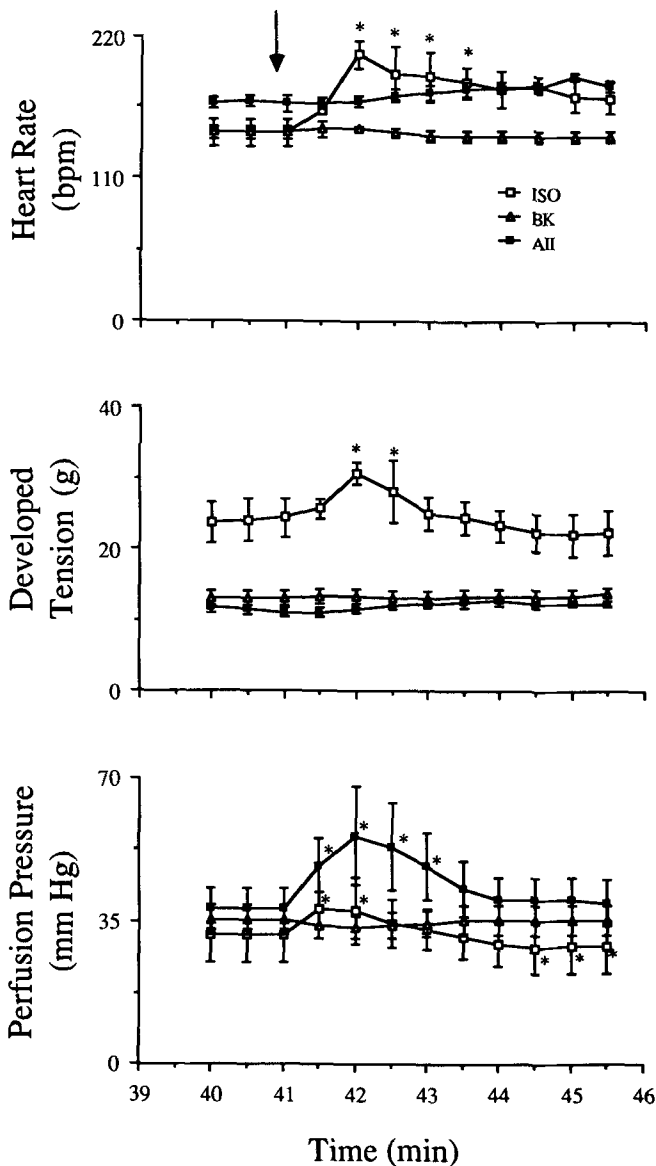 220
* * * *
Heart Rate
(bpm)
110
ISO
BK
AII
0
40
* *
Developed
Tension (g)
20
0
70
* * * *
* *
Perfusion Pressure
(mm Hg)
35
* * *
0
39 40 41 42 43 44 45 46
Time (min)